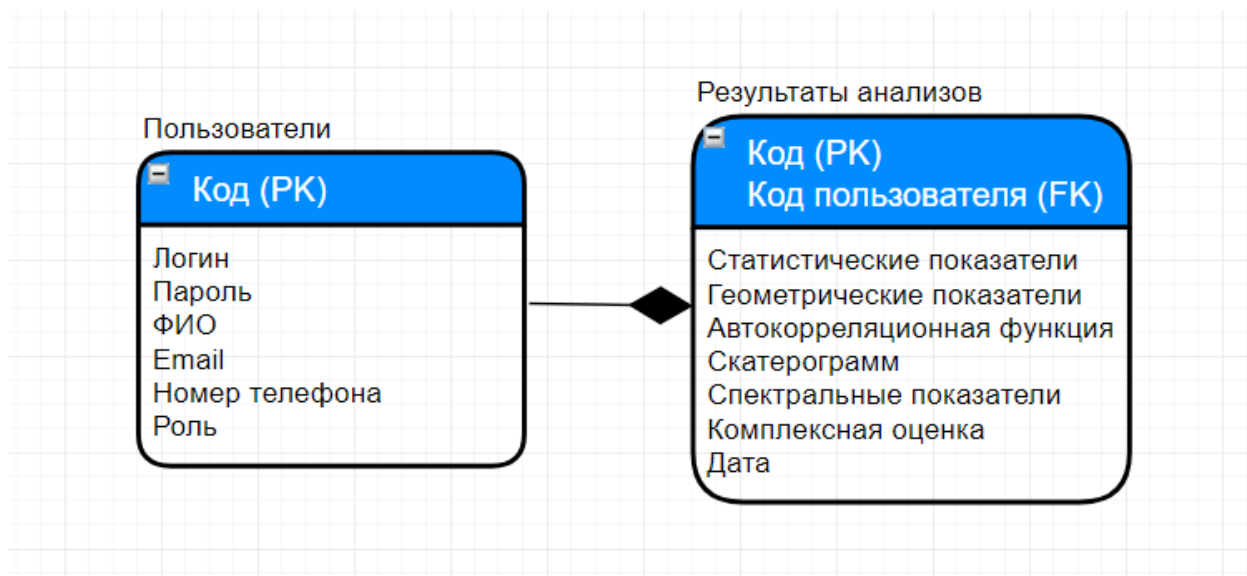 Пользователи
Код (PK)
Логин
Пароль
ФИО
Email
Номер телефона
Роль
Результаты анализов
Код (PK)
Код пользователя (FK)
Статистические показатели
Геометрические показатели
Автокорреляционная функция
Скатерограмм
Спектральные показатели
Комплексная оценка
Дата